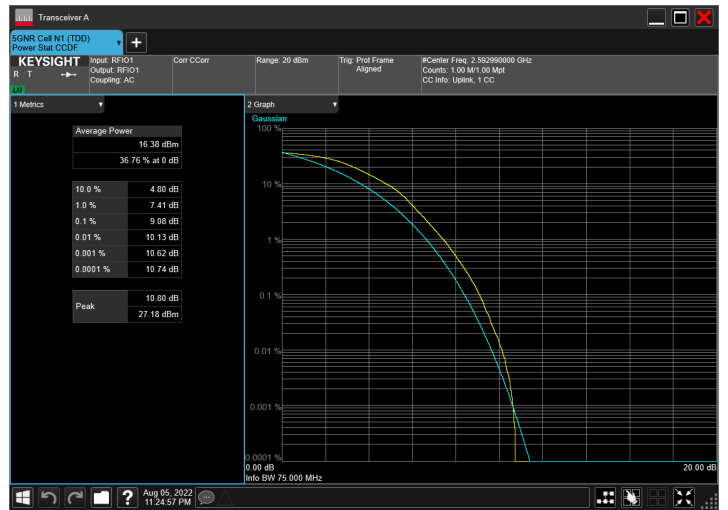 Transceiver A
5GNR Cell N1 (TDD)
Power Stat CCDF
KEYSIGHT
R T
LXI
Input: RFIO1
Output: RFIO1
Coupling: AC
Corr CCorr
Range: 20 dBm
Trig: Prot Frame
Aligned
#Center Freq: 2.592990000 GHz
Counts: 1.00 M/1.00 Mpt
CC Info: Uplink, 1 CC
1 Metrics
Average Power
16.38 dBm
36.76 % at 0 dB
10.0 % 4.80 dB
1.0 % 7.41 dB
0.1 % 9.08 dB
0.01 % 10.13 dB
0.001 % 10.62 dB
0.0001 % 10.74 dB
Peak
10.80 dB
27.18 dBm
2 Graph
Gaussian
100 %
10 %
1 %
0.1 %
0.01 %
0.001 %
0.0001 %
0.00 dB
20.00 dB
Info BW 75.000 MHz
?
Aug 05, 2022
11:24:57 PM